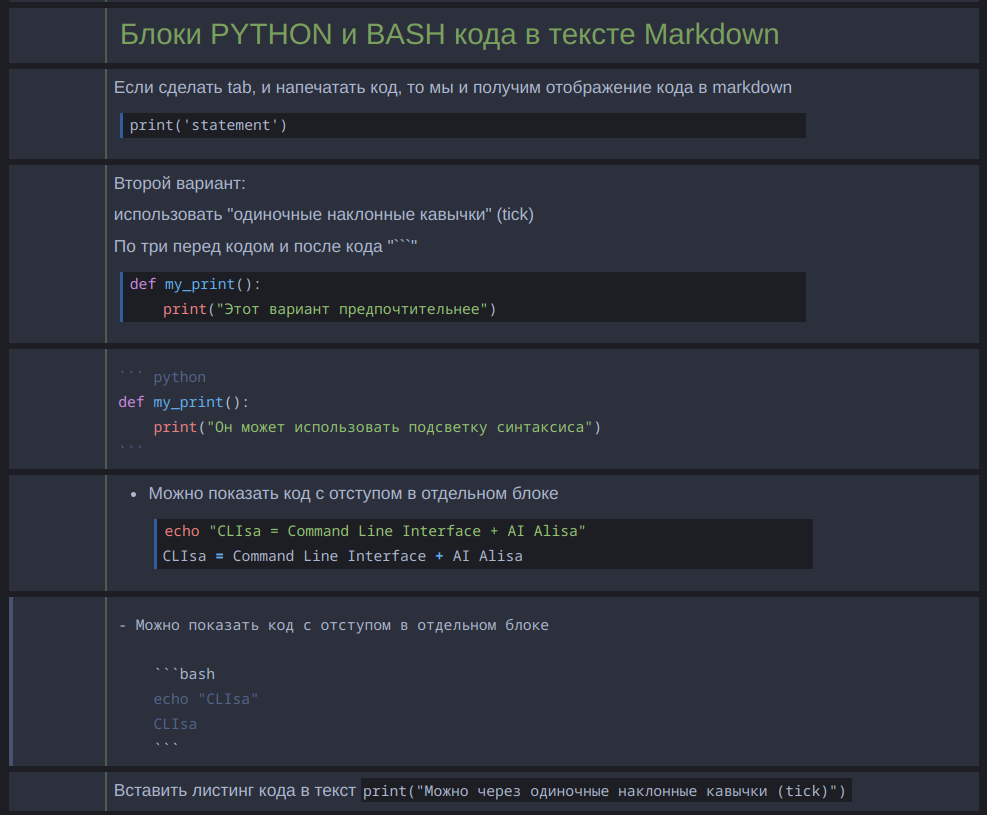 Блоки PYTHON и BASH кода в тексте Markdown
Если сделать tab, и напечатать код, то мы и получим отображение кода в markdown
print('statement')
Второй вариант:
использовать "одиночные наклонные кавычки" (tick)
По три перед кодом и после кода "```"
def my_print():
    print("Этот вариант предпочтительнее")
``` python
def my_print():
    print("Он может использовать подсветку синтаксиса")
```
• Можно показать код с отступом в отдельном блоке
echo "CLIsa = Command Line Interface + AI Alisa"
CLIsa = Command Line Interface + AI Alisa
- Можно показать код с отступом в отдельном блоке
    ```bash
    echo "CLIsa"
    CLIsa
    ```
Вставить листинг кода в текст print("Можно через одиночные наклонные кавычки (tick)")